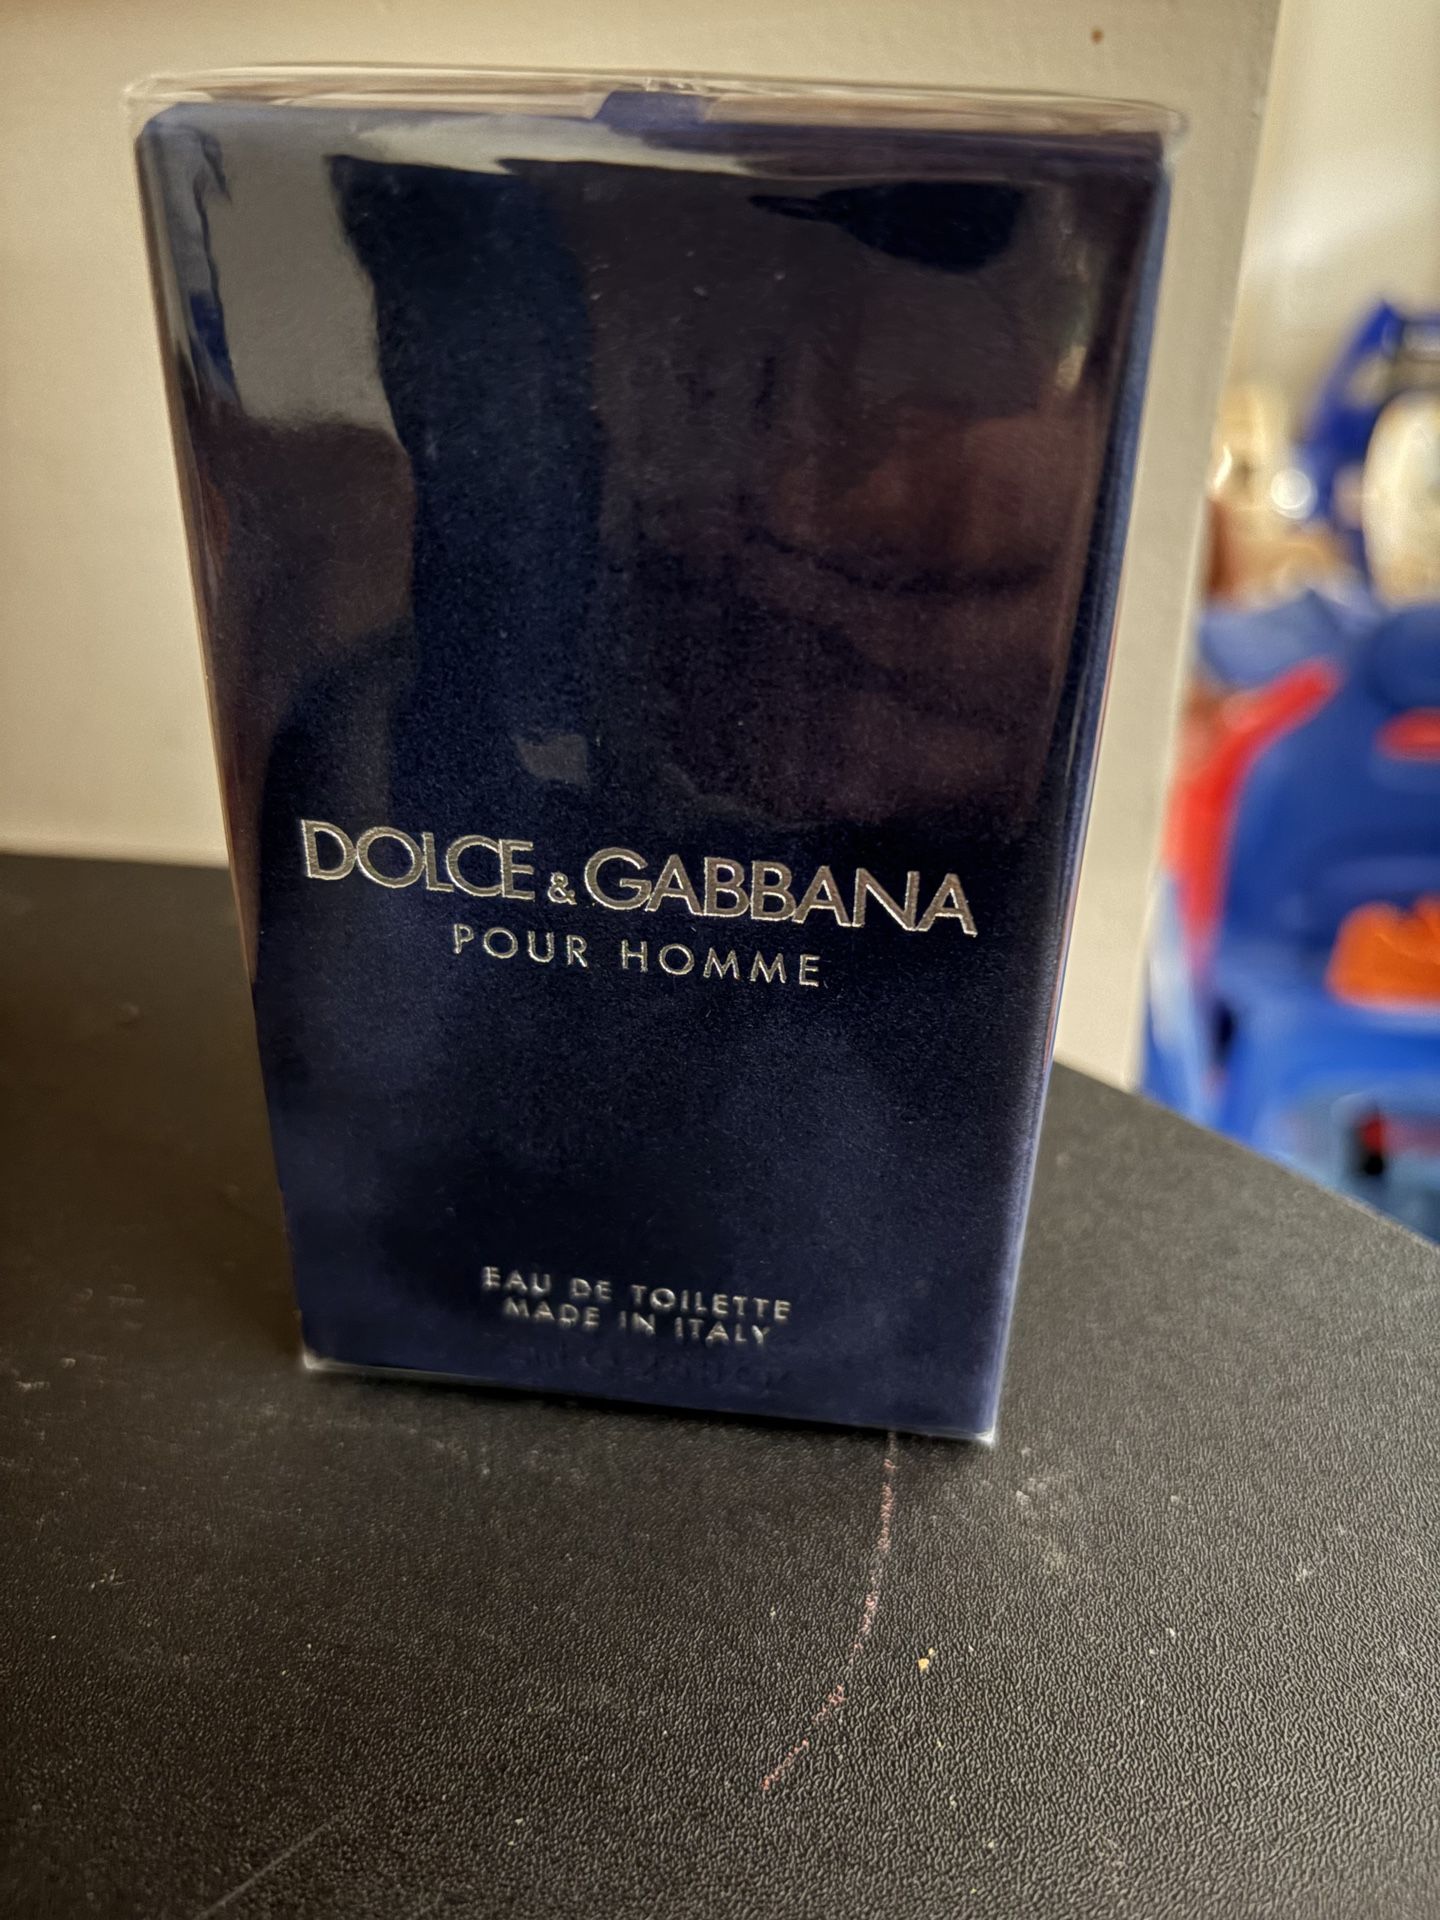 DOLCE & GABBANA
POUR HOMME
EAU DE TOILETTE
MADE IN ITALY